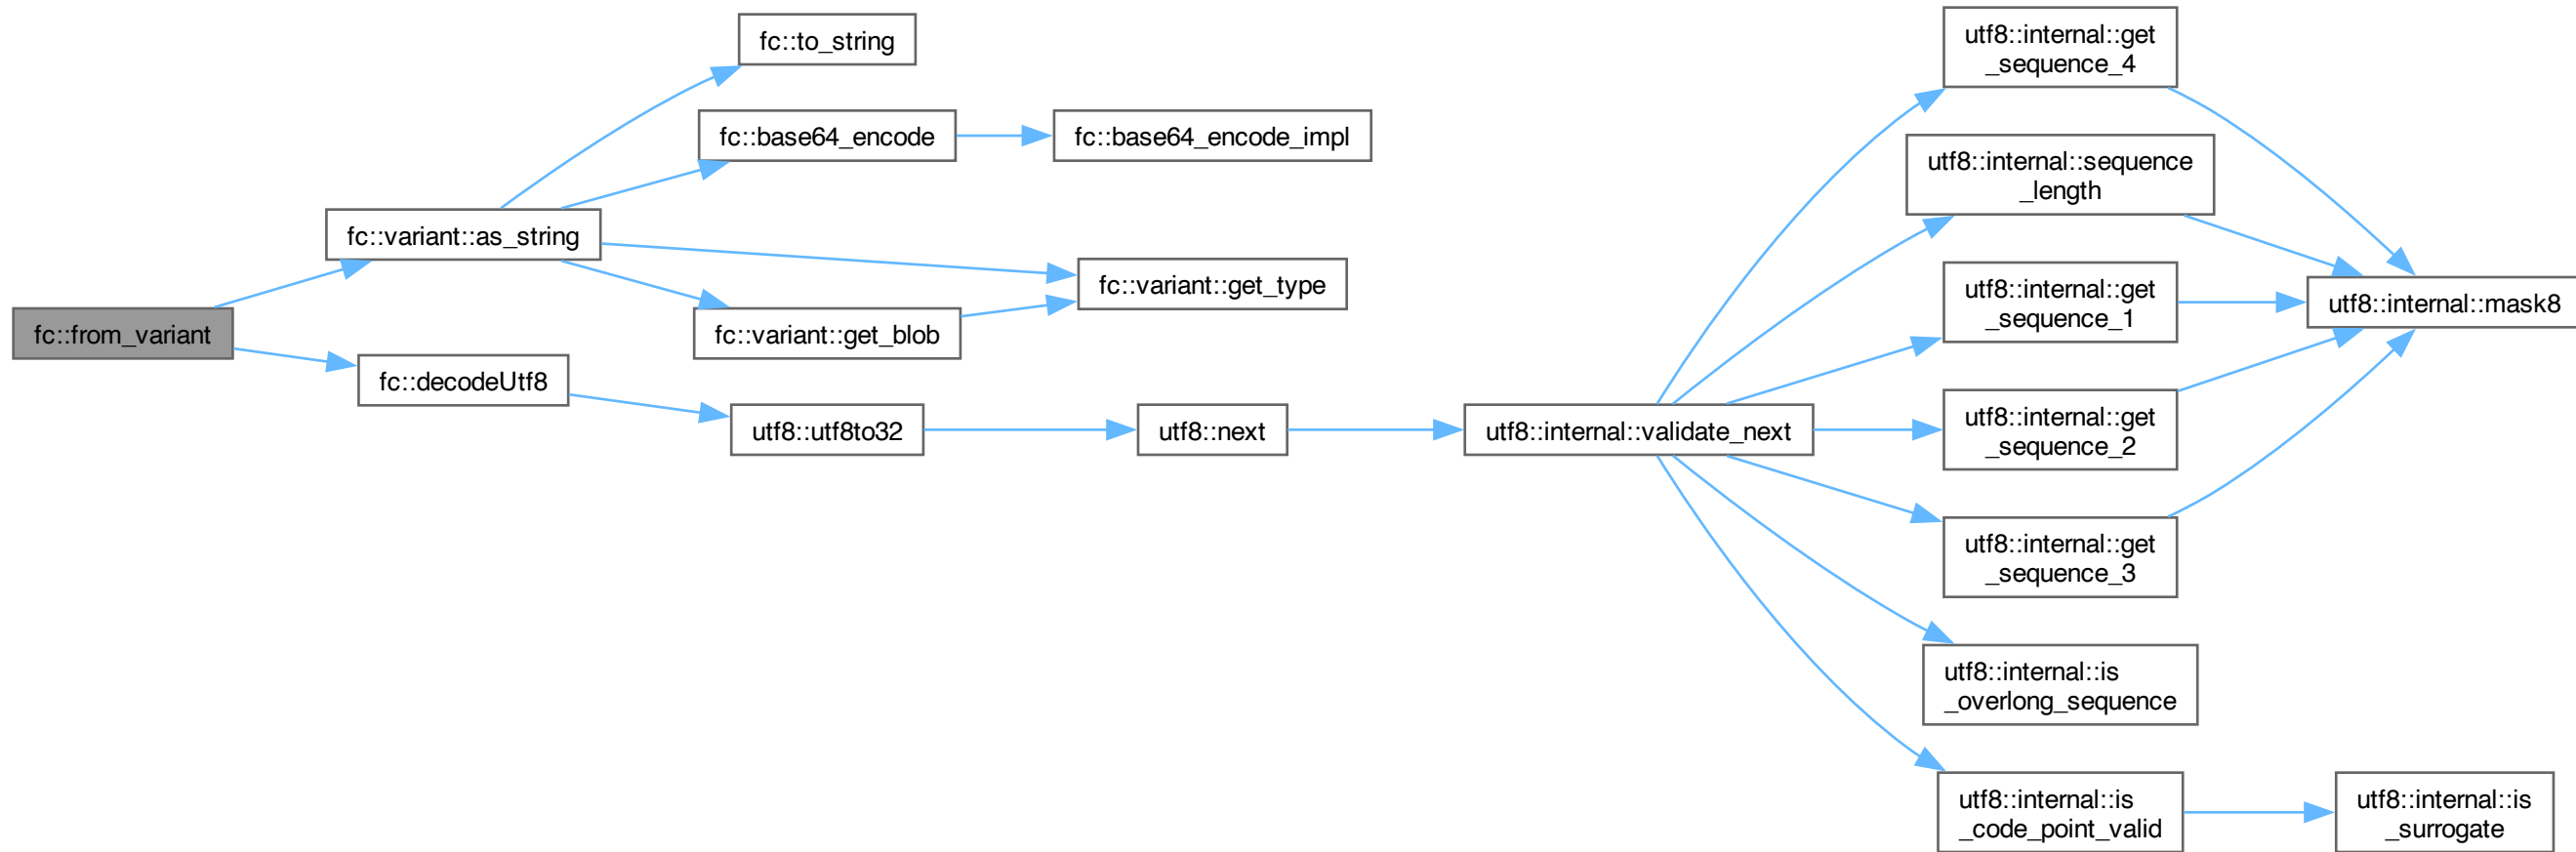 fc::from_variant
fc::variant::as_string
fc::decodeUtf8
fc::to_string
fc::base64_encode
fc::variant::get_blob
utf8::utf8to32
fc::base64_encode_impl
fc::variant::get_type
utf8::next
utf8::internal::validate_next
utf8::internal::get
_sequence_4
utf8::internal::sequence
_length
utf8::internal::get
_sequence_1
utf8::internal::get
_sequence_2
utf8::internal::get
_sequence_3
utf8::internal::is
_overlong_sequence
utf8::internal::is
_code_point_valid
utf8::internal::mask8
utf8::internal::is
_surrogate